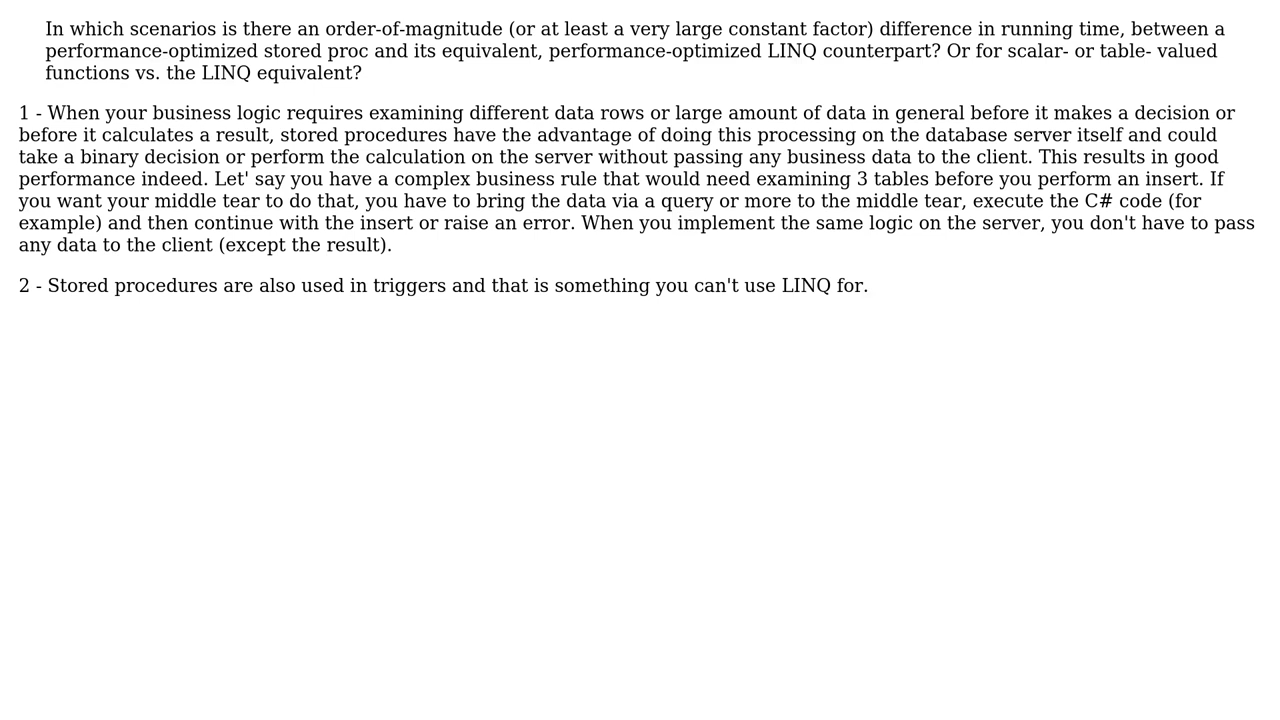 In which scenarios is there an order-of-magnitude (or at least a very large constant factor) difference in running time, between a
performance-optimized stored proc and its equivalent, performance-optimized LINQ counterpart? Or for scalar- or table- valued
functions vs. the LINQ equivalent?
1 - When your business logic requires examining different data rows or large amount of data in general before it makes a decision or
before it calculates a result, stored procedures have the advantage of doing this processing on the database server itself and could
take a binary decision or perform the calculation on the server without passing any business data to the client. This results in good
performance indeed. Let' say you have a complex business rule that would need examining 3 tables before you perform an insert. If
you want your middle tear to do that, you have to bring the data via a query or more to the middle tear, execute the C# code (for
example) and then continue with the insert or raise an error. When you implement the same logic on the server, you don't have to pass
any data to the client (except the result).
2 - Stored procedures are also used in triggers and that is something you can't use LINQ for.